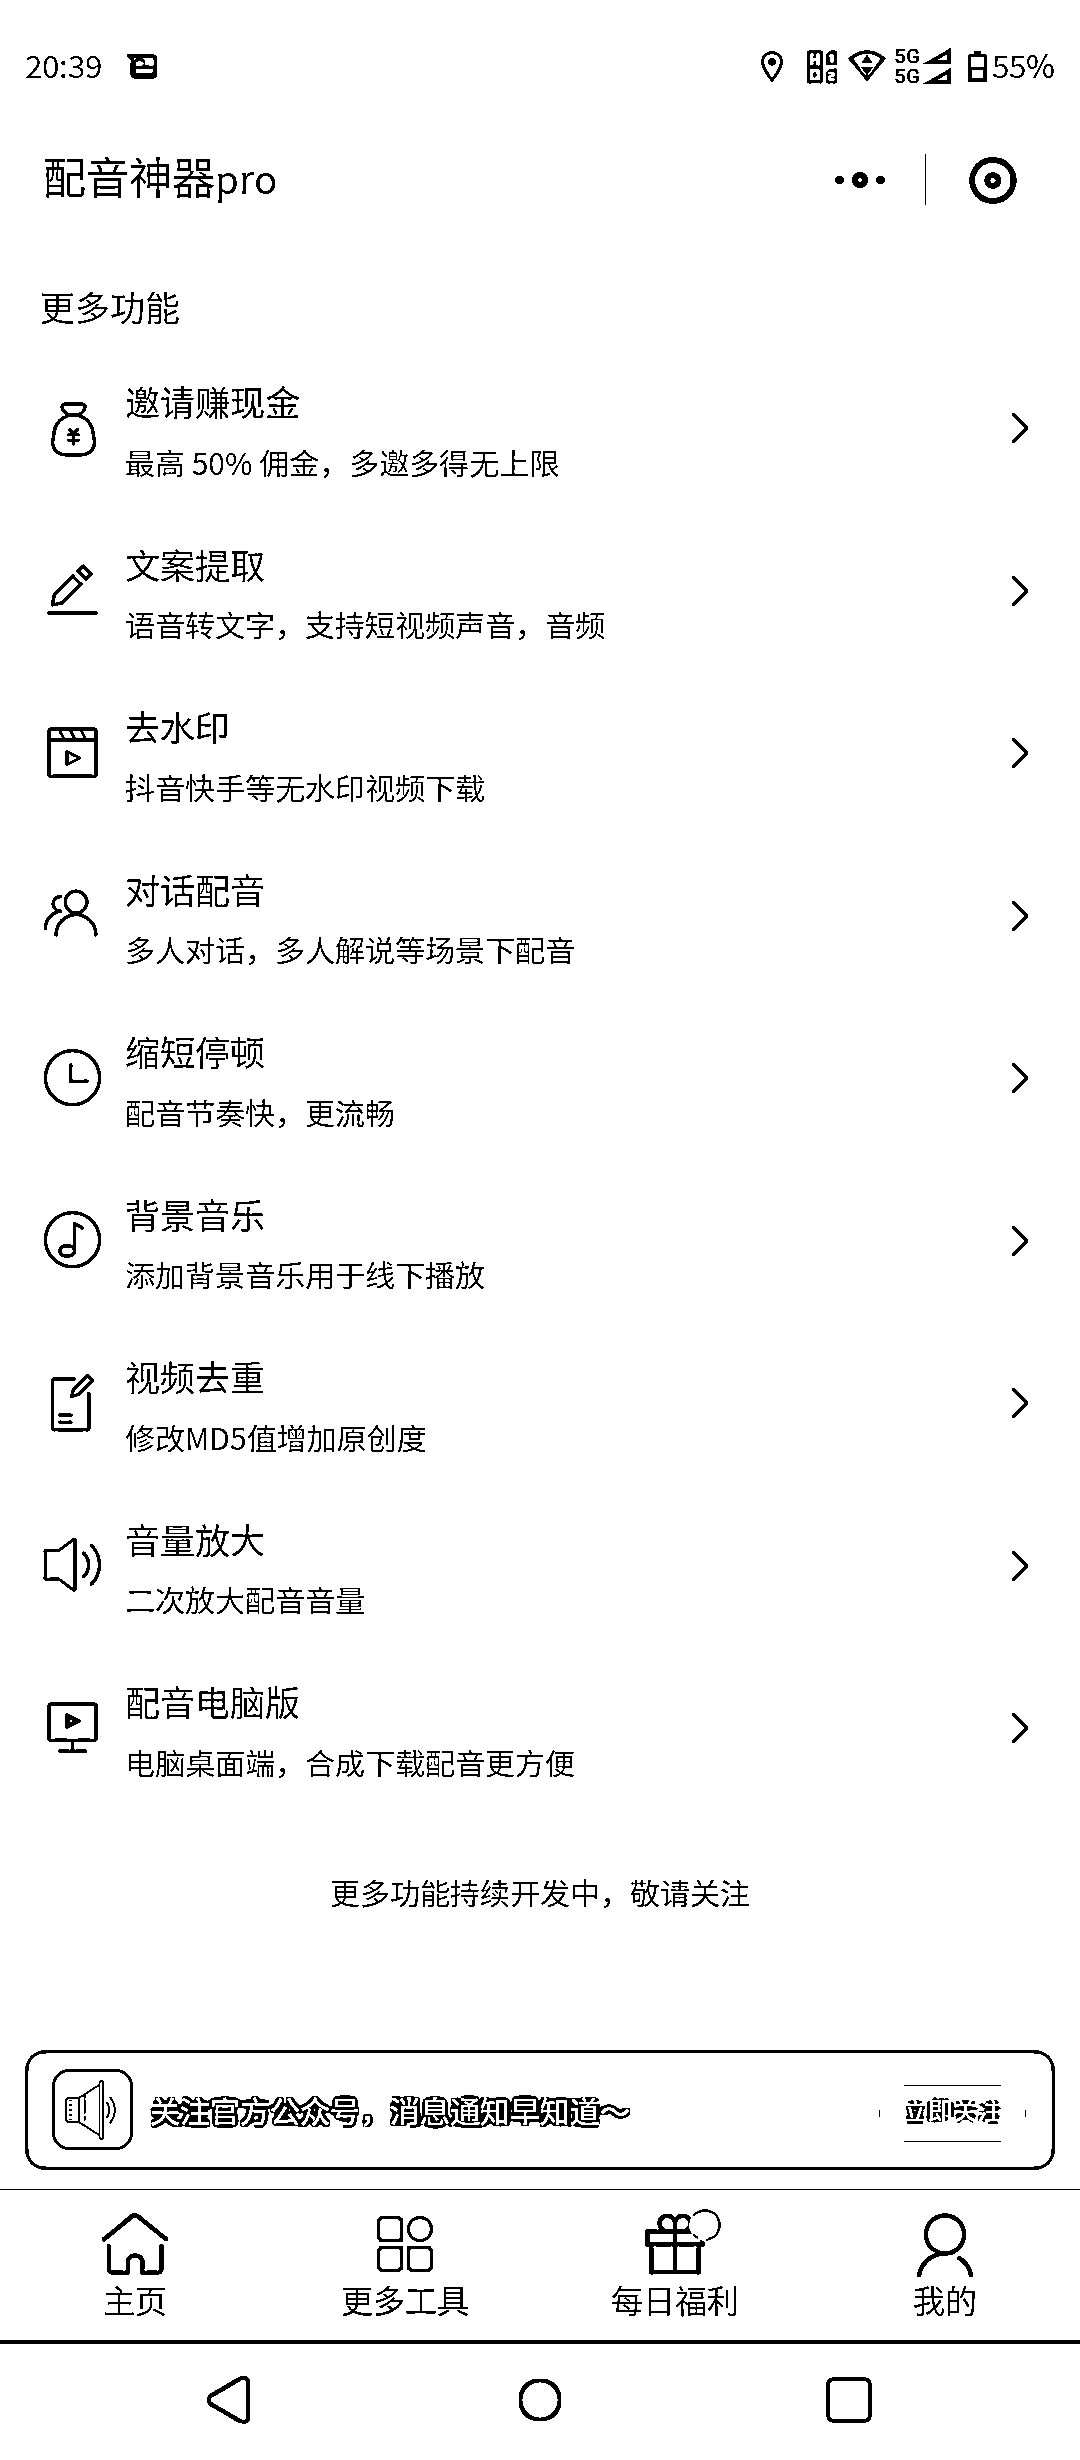 20:39
5G
5G
55%
配音神器pro
更多功能
邀请赚现金
最高 50% 佣金，多邀多得无上限
文案提取
语音转文字，支持短视频声音，音频
去水印
抖音快手等无水印视频下载
对话配音
多人对话，多人解说等场景下配音
缩短停顿
配音节奏快，更流畅
背景音乐
添加背景音乐用于线下播放
视频去重
修改MD5值增加原创度
音量放大
二次放大配音音量
配音电脑版
电脑桌面端，合成下载配音更方便
更多功能持续开发中，敬请关注
关注官方公众号，消息通知早知道～
立即关注
主页
更多工具
每日福利
我的